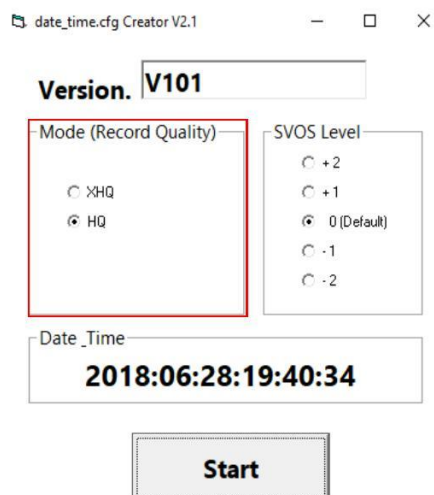 date_time.cfg Creator V2.1
Version. V101
Mode (Record Quality)
XHQ
HQ
SVOS Level
+ 2
+ 1
0 (Default)
- 1
- 2
Date _Time
2018:06:28:19:40:34
Start